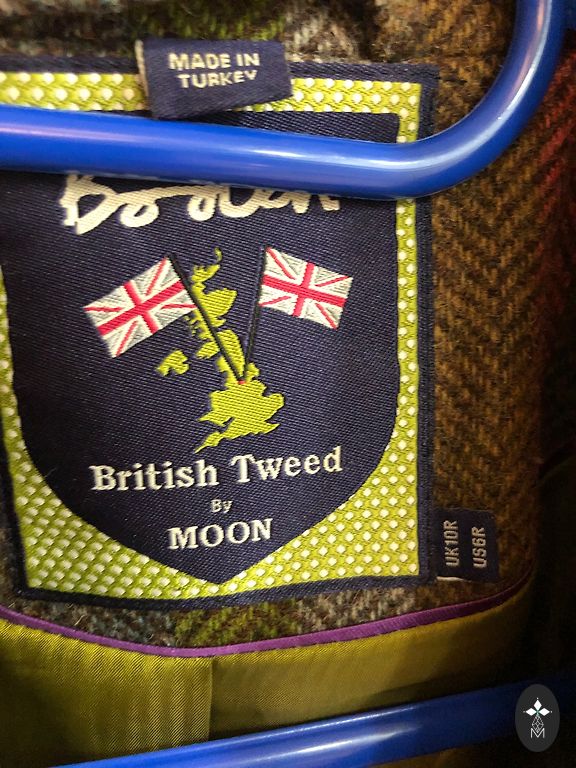 MADE IN
TURKEY
British Tweed
By
MOON
UK10R
US6R